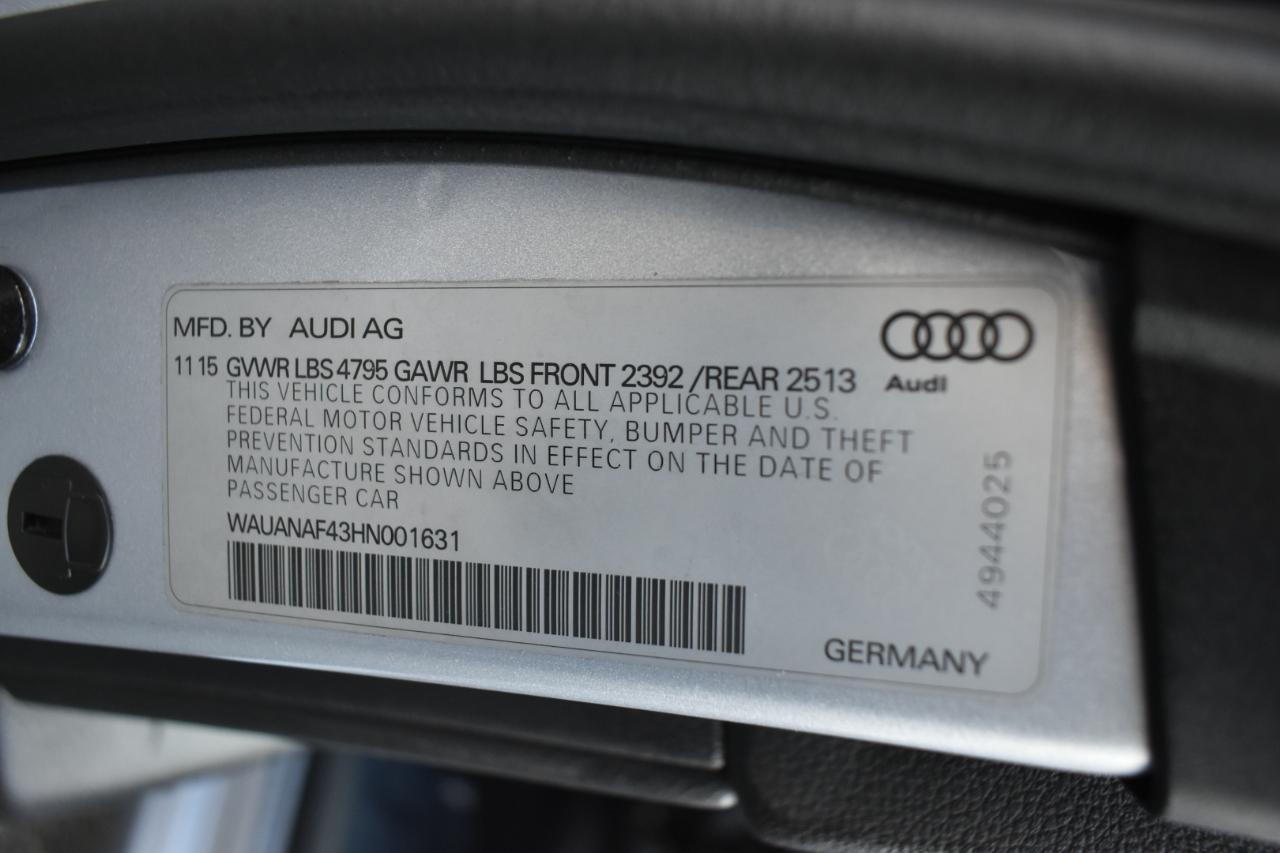 MFD. BY AUDI AG
11 15 GVWR LBS 4795 GAWR LBS FRONT 2392 /REAR 2513
Audi
THIS VEHICLE CONFORMS TO ALL APPLICABLE U.S.
FEDERAL MOTOR VEHICLE SAFETY, BUMPER AND THEFT
PREVENTION STANDARDS IN EFFECT ON THE DATE OF
MANUFACTURE SHOWN ABOVE
PASSENGER CAR
WAUANAF43HN001631
4944025
GERMANY